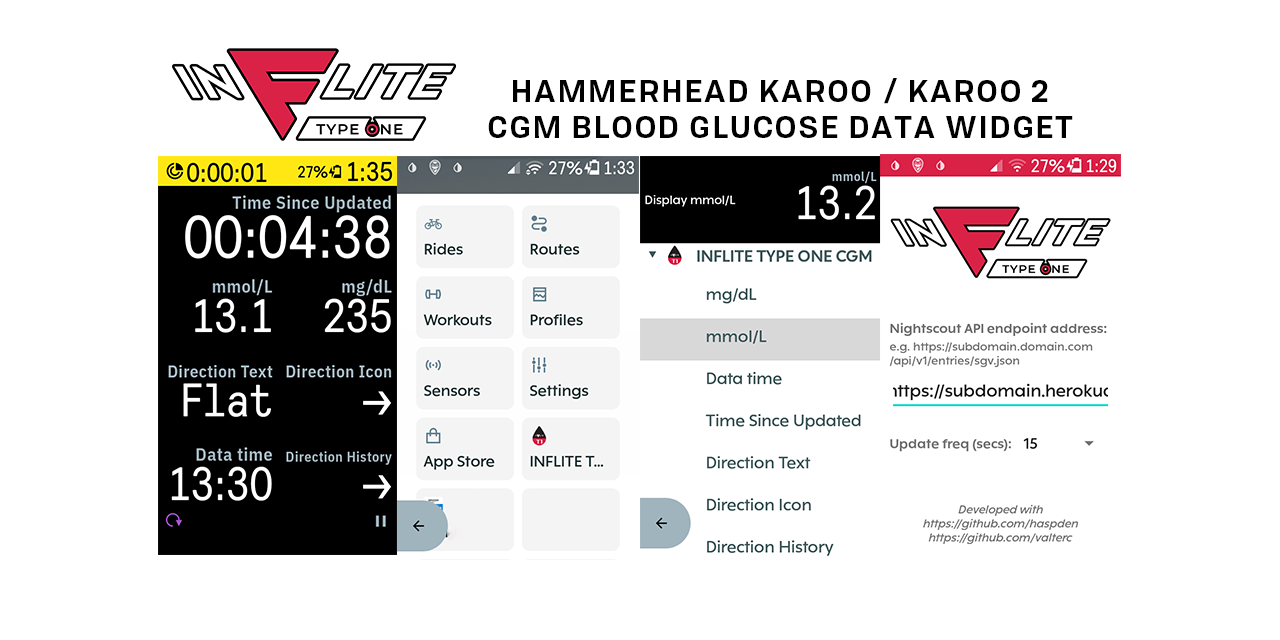 INFLITE
TYPE ONE
HAMMERHEAD KAROO / KAROO 2
CGM BLOOD GLUCOSE DATA WIDGET
0:00:01 27% 1:35
Time Since Updated
00:04:38
mmol/L mg/dL
13.1 235
Direction Text Direction Icon
Flat
Data time Direction History
13:30
27% 1:33
Rides Routes
Workouts Profiles
Sensors Settings
App Store INFLITE T...
mmol/L
Display mmol/L 13.2
INFLITE TYPE ONE CGM
mg/dL
mmol/L
Data time
Time Since Updated
Direction Text
Direction Icon
Direction History
27% 1:29
INFLITE
TYPE ONE
Nightscout API endpoint address:
e.g. https://subdomain.domain.com
/api/v1/entries/sgv.json
https://subdomain.herokuc
Update freq (secs): 15
Developed with
https://github.com/haspden
https://github.com/valterc